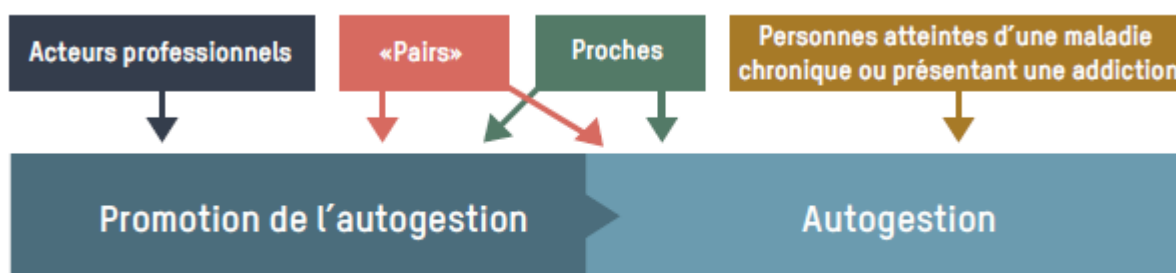 Acteurs professionnels
«Pairs»
Proches
Personnes atteintes d’une maladie
chronique ou présentant une addiction
Promotion de l’autogestion
Autogestion